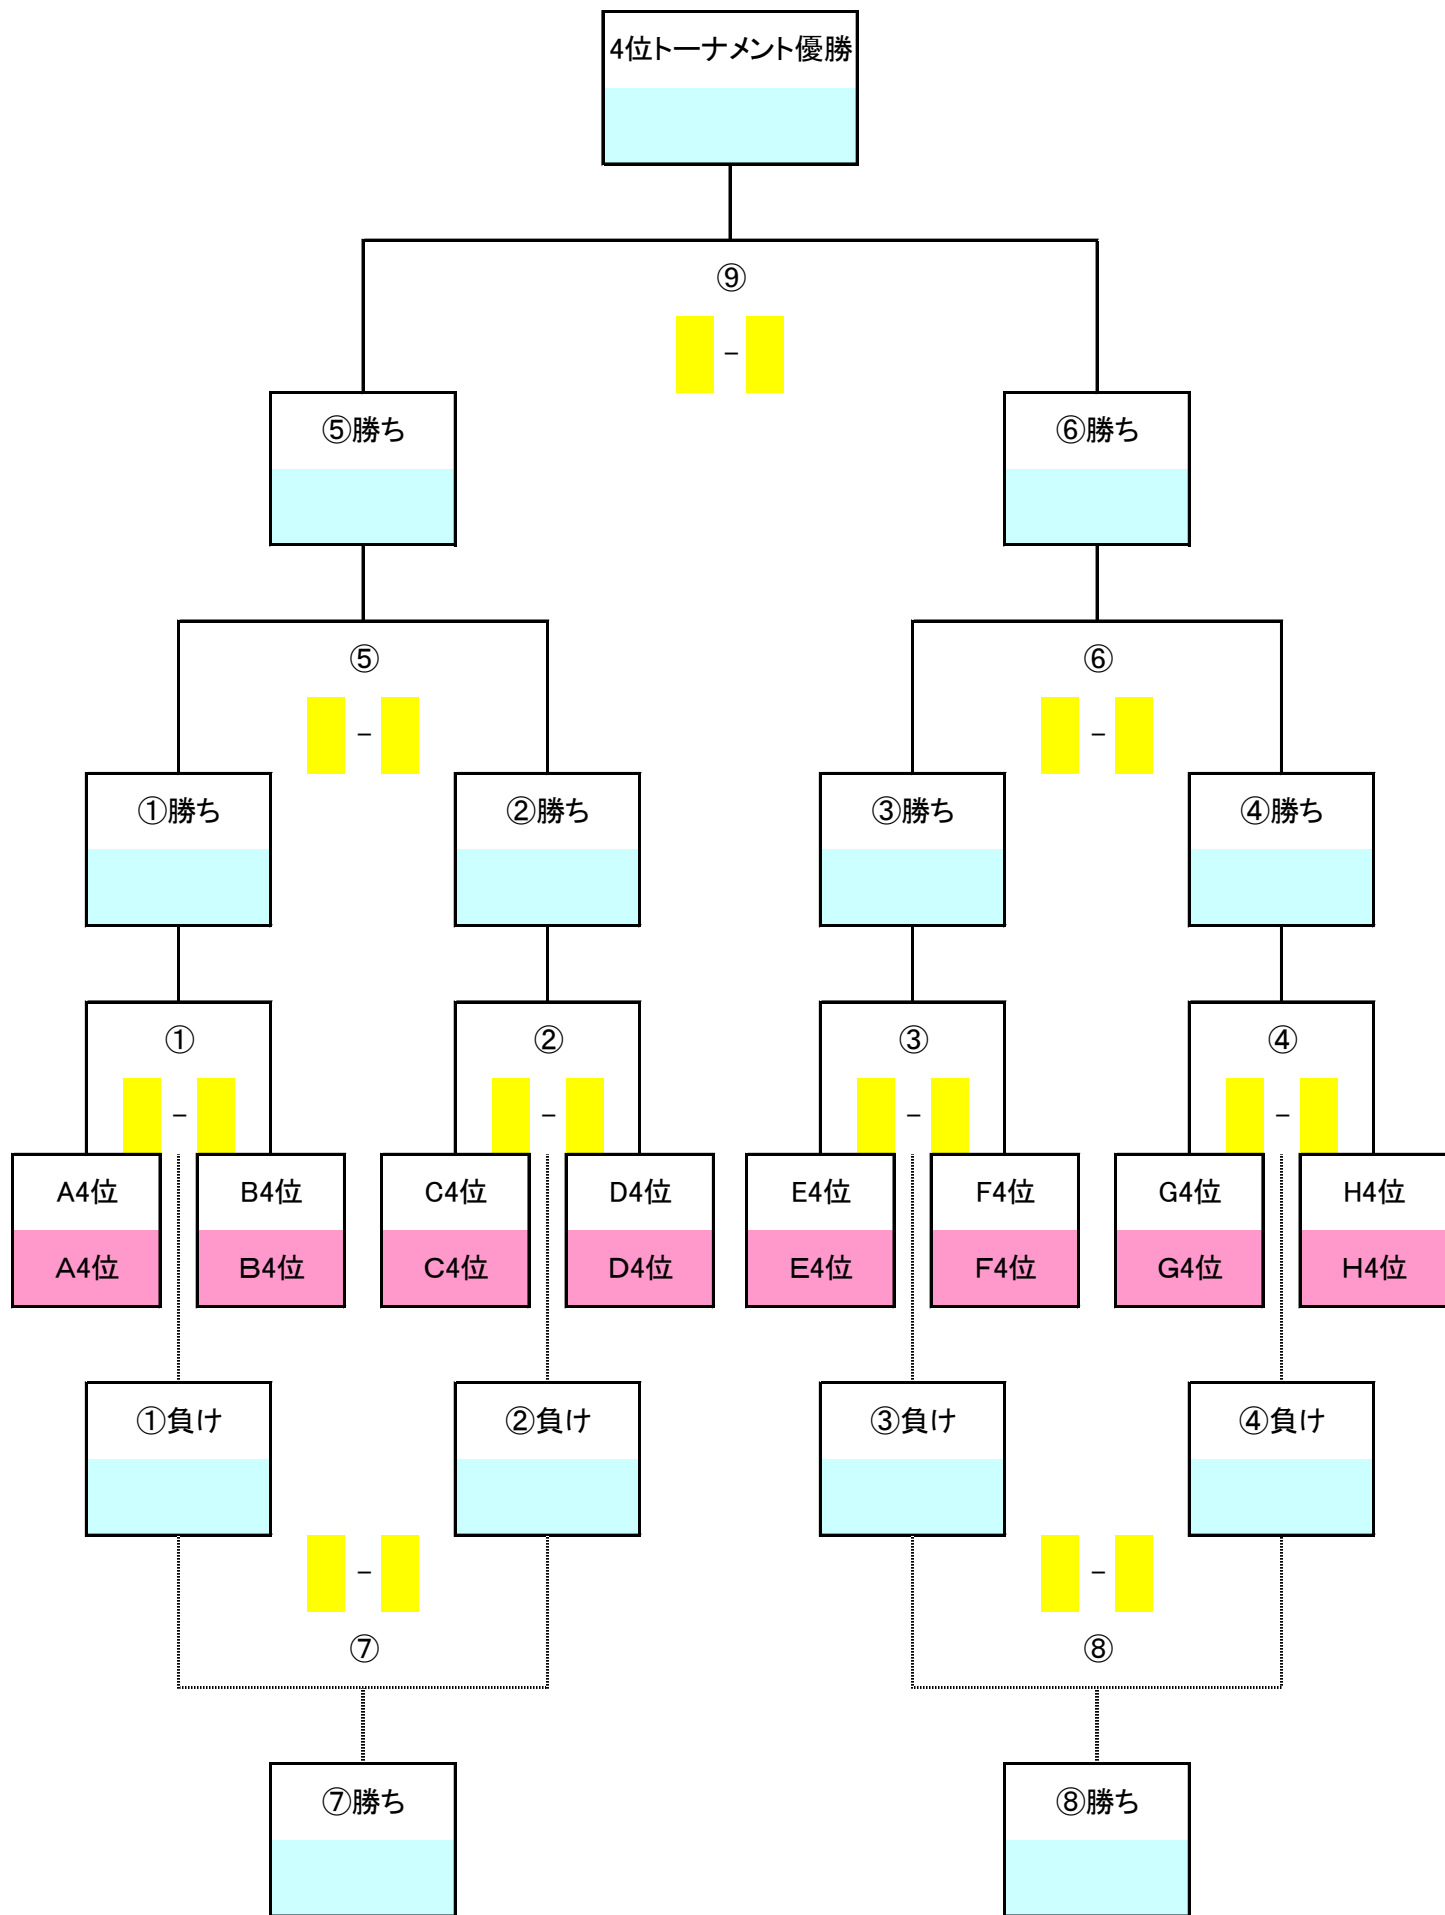 4位トーナメント優勝
⑨
-
⑤勝ち
⑥勝ち
⑤
⑥
-
-
①勝ち
②勝ち
③勝ち
④勝ち
①
②
③
④
-
-
-
-
A4位
B4位
C4位
D4位
E4位
F4位
G4位
H4位
A4位
B4位
C4位
D4位
E4位
F4位
G4位
H4位
①負け
②負け
③負け
④負け
-
-
⑦
⑧
⑦勝ち
⑧勝ち